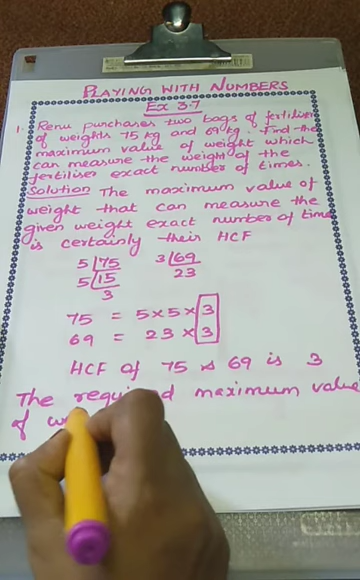 PLAYING WITH NUMBERS
Ex 3.7
1. Renu purchases two bags of fertiliser
of weights 75 kg and 69 kg. Find the
maximum value of weight which
can measure the weight of the
fertiliser exact number of times.
Solution The maximum value of
weight that can measure the
given weight exact number of time
is certainly their HCF
5 75 3 69
5 15 23
3
75 = 5×5×3
69 = 23×3
HCF of 75 & 69 is 3
The maximum value
of